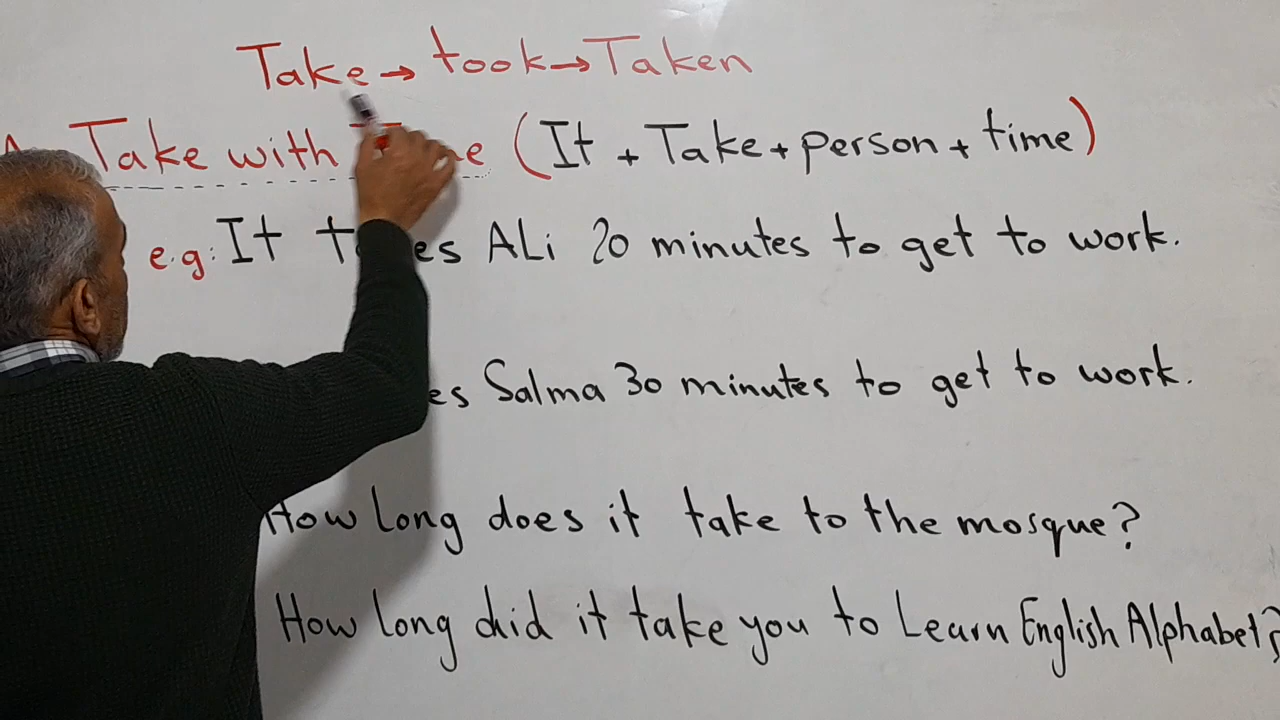 Take → took → Taken
Take with (It + Take + person + time)
e.g: It takes ALi 20 minutes to get to work.
Salma 30 minutes to get to work.
How Long does it take to the mosque?
How Long did it take you to Learn English Alphabet?